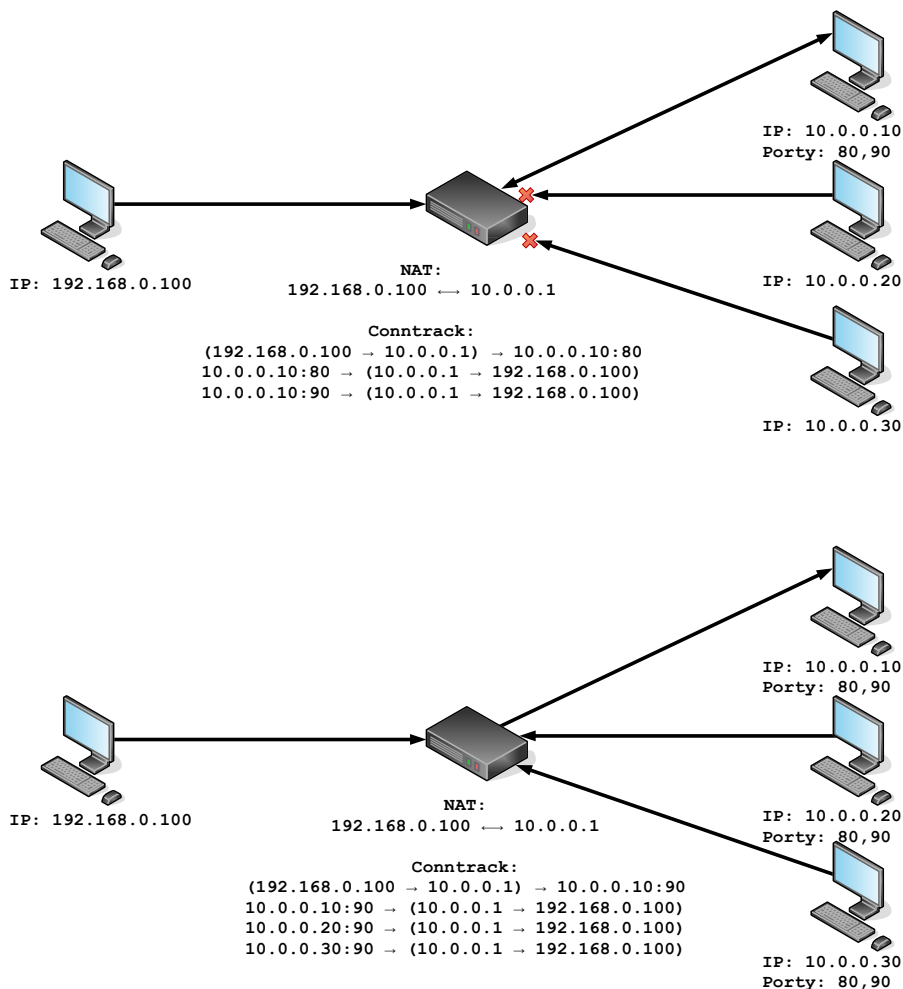 IP: 10.0.0.10
Porty: 80,90
IP: 192.168.0.100
IP: 10.0.0.20
NAT:
192.168.0.100 ←→ 10.0.0.1
Conntrack:
(192.168.0.100 → 10.0.0.1) → 10.0.0.10:80
10.0.0.10:80 → (10.0.0.1 → 192.168.0.100)
10.0.0.10:90 → (10.0.0.1 → 192.168.0.100)
IP: 10.0.0.30
IP: 10.0.0.10
Porty: 80,90
IP: 192.168.0.100
IP: 10.0.0.20
Porty: 80,90
NAT:
192.168.0.100 ←→ 10.0.0.1
Conntrack:
(192.168.0.100 → 10.0.0.1) → 10.0.0.10:90
10.0.0.10:90 → (10.0.0.1 → 192.168.0.100)
10.0.0.20:90 → (10.0.0.1 → 192.168.0.100)
10.0.0.30:90 → (10.0.0.1 → 192.168.0.100)
IP: 10.0.0.30
Porty: 80,90